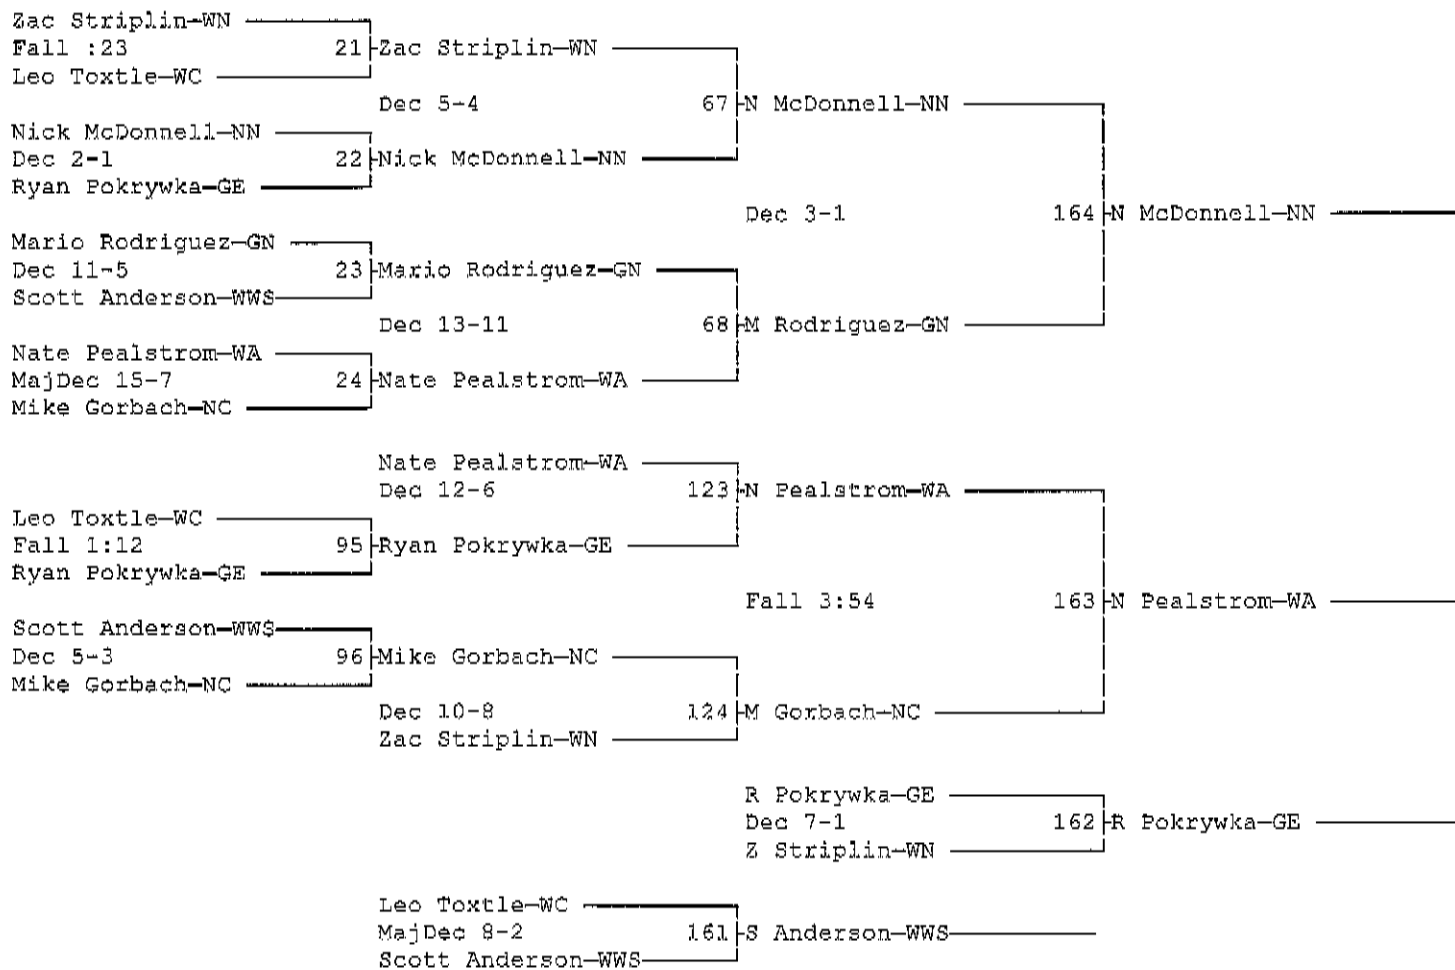 Zac Striplin—WN
Fall :23 21 Zac Striplin—WN
Leo Toxtle—WC
Dec 5-4 67 N McDonnell—NN
Nick McDonnell—NN
Dec 2-1 22 Nick McDonnell—NN
Ryan Pokrywka—GE
Dec 3-1 164 N McDonnell—NN
Mario Rodriguez—GN
Dec 11-5 23 Mario Rodriguez—GN
Scott Anderson—WWS
Dec 13-11 68 M Rodriguez—GN
Nate Pealstrom—WA
MajDec 15-7 24 Nate Pealstrom—WA
Mike Gorbach—NC
Nate Pealstrom—WA
Dec 12-6 123 N Pealstrom—WA
Leo Toxtle—WC
Fall 1:12 95 Ryan Pokrywka—GE
Ryan Pokrywka—GE
Fall 3:54 163 N Pealstrom—WA
Scott Anderson—WWS
Dec 5-3 96 Mike Gorbach—NC
Mike Gorbach—NC
Dec 10-8 124 M Gorbach—NC
Zac Striplin—WN
R Pokrywka—GE
Dec 7-1 162 R Pokrywka—GE
Z Striplin—WN
Leo Toxtle—WC
MajDec 8-2 161 S Anderson—WWS
Scott Anderson—WWS